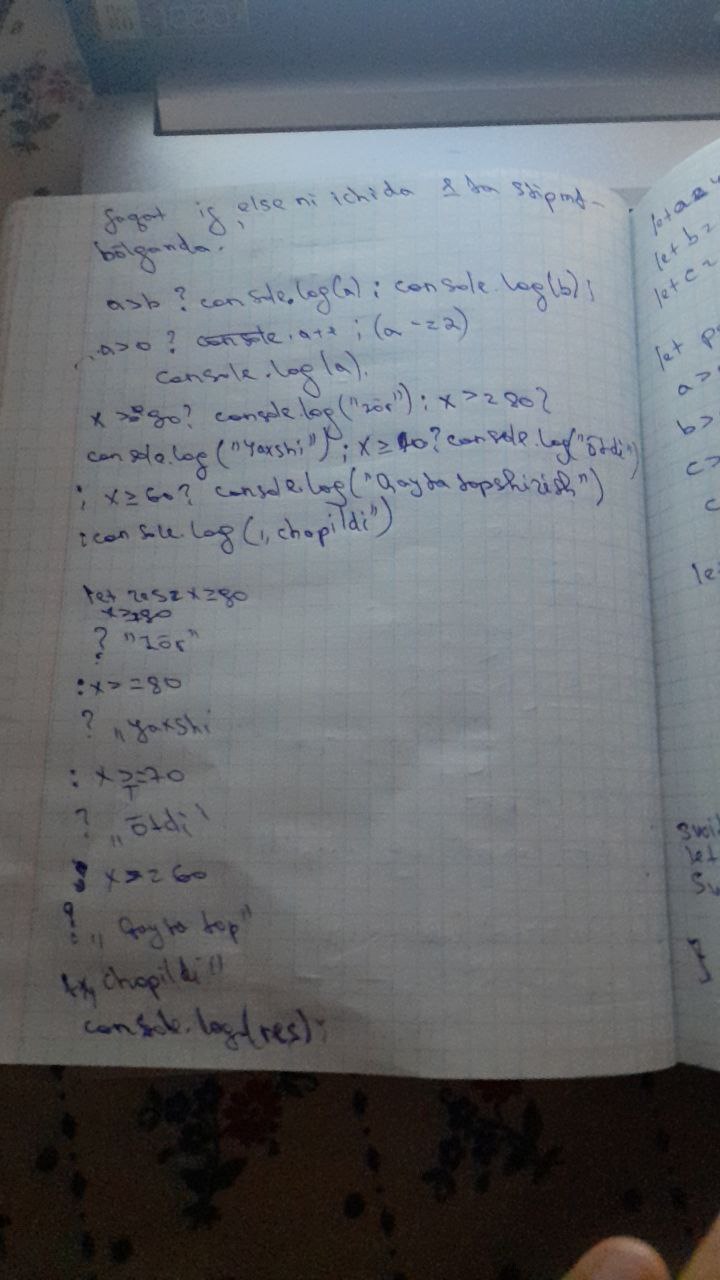 faqat if, else ni ichida 1 ta stipmt-
bōlganda.
a>b ? console.log(a) : console.log(b);
a>0 ? console. a++ : (a -=2)
console.log(a).
x >= 90? console.log("zōr") : x >= 80?
console.log("Yaxshi") : x ≥ 70? console.log("ōtdi")
: x ≥ 60? console.log("Qayta topshirish")
: console.log(„chopildi")
let res = x≥90
x≥90
? "Zōr"
: x>=80
? „Yaxshi
: x >=70
? „ōtdi"
: x>=60
? „Qayta top"
„chopildi"
console.log(res);
let
let b=
let c=
let
a>
b>
c>
c
let
let
}